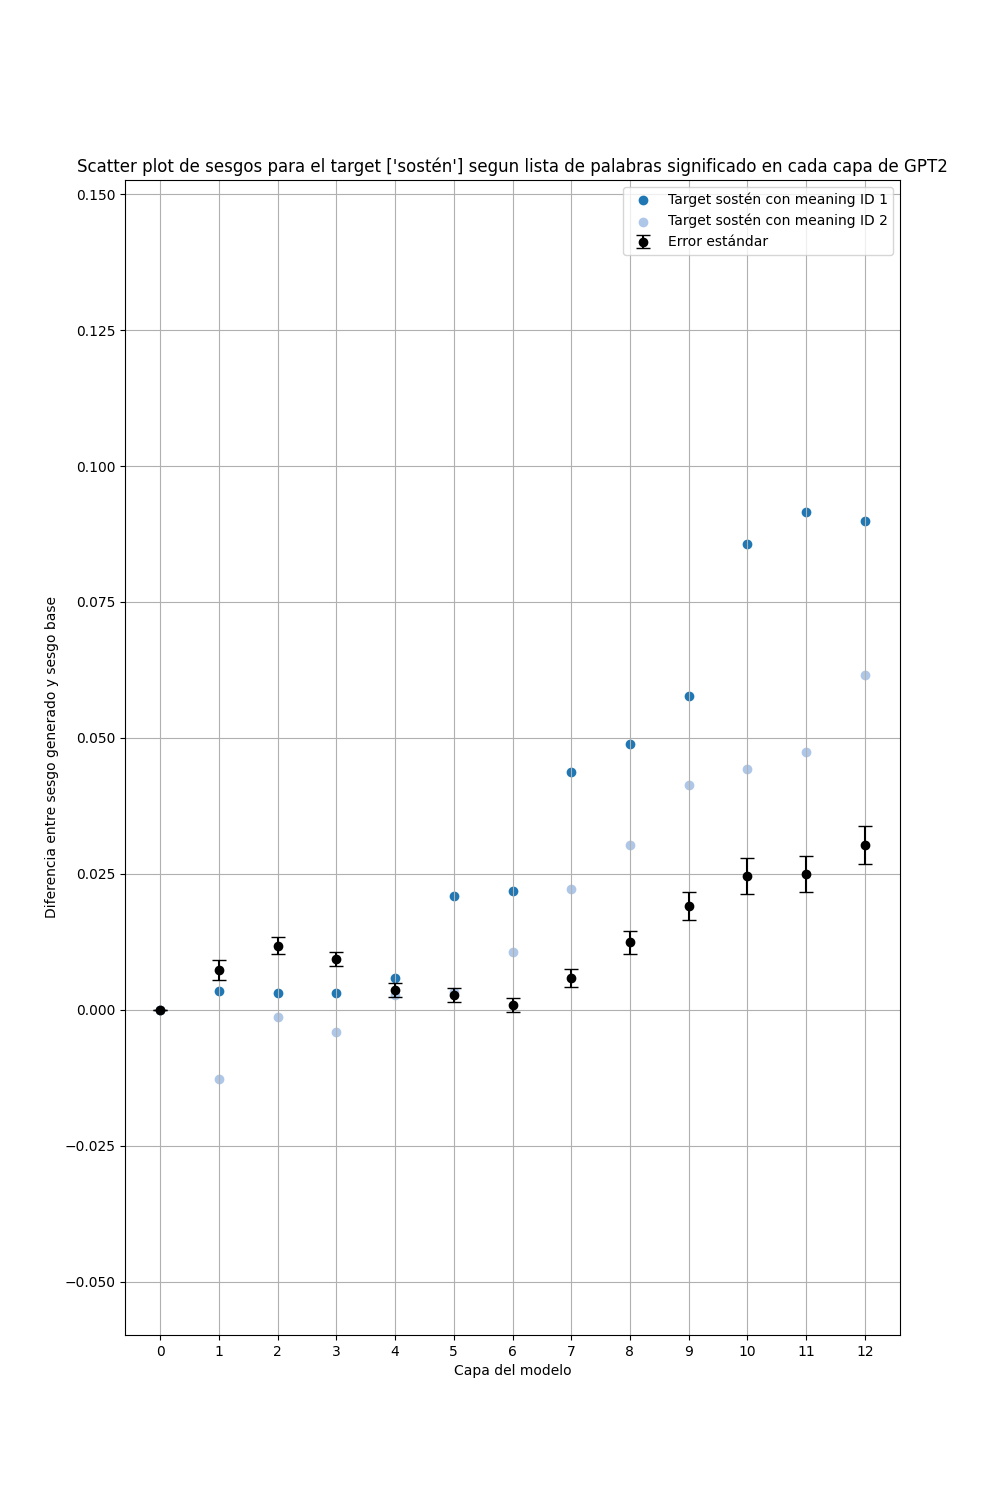 Scatter plot de sesgos para el target ['sostén'] segun lista de palabras significado en cada capa de GPT2
Target sostén con meaning ID 1
Target sostén con meaning ID 2
Error estándar
0.150
0.125
0.100
0.075
0.050
0.025
0.000
−0.025
−0.050
Diferencia entre sesgo generado y sesgo base
0 1 2 3 4 5 6 7 8 9 10 11 12
Capa del modelo